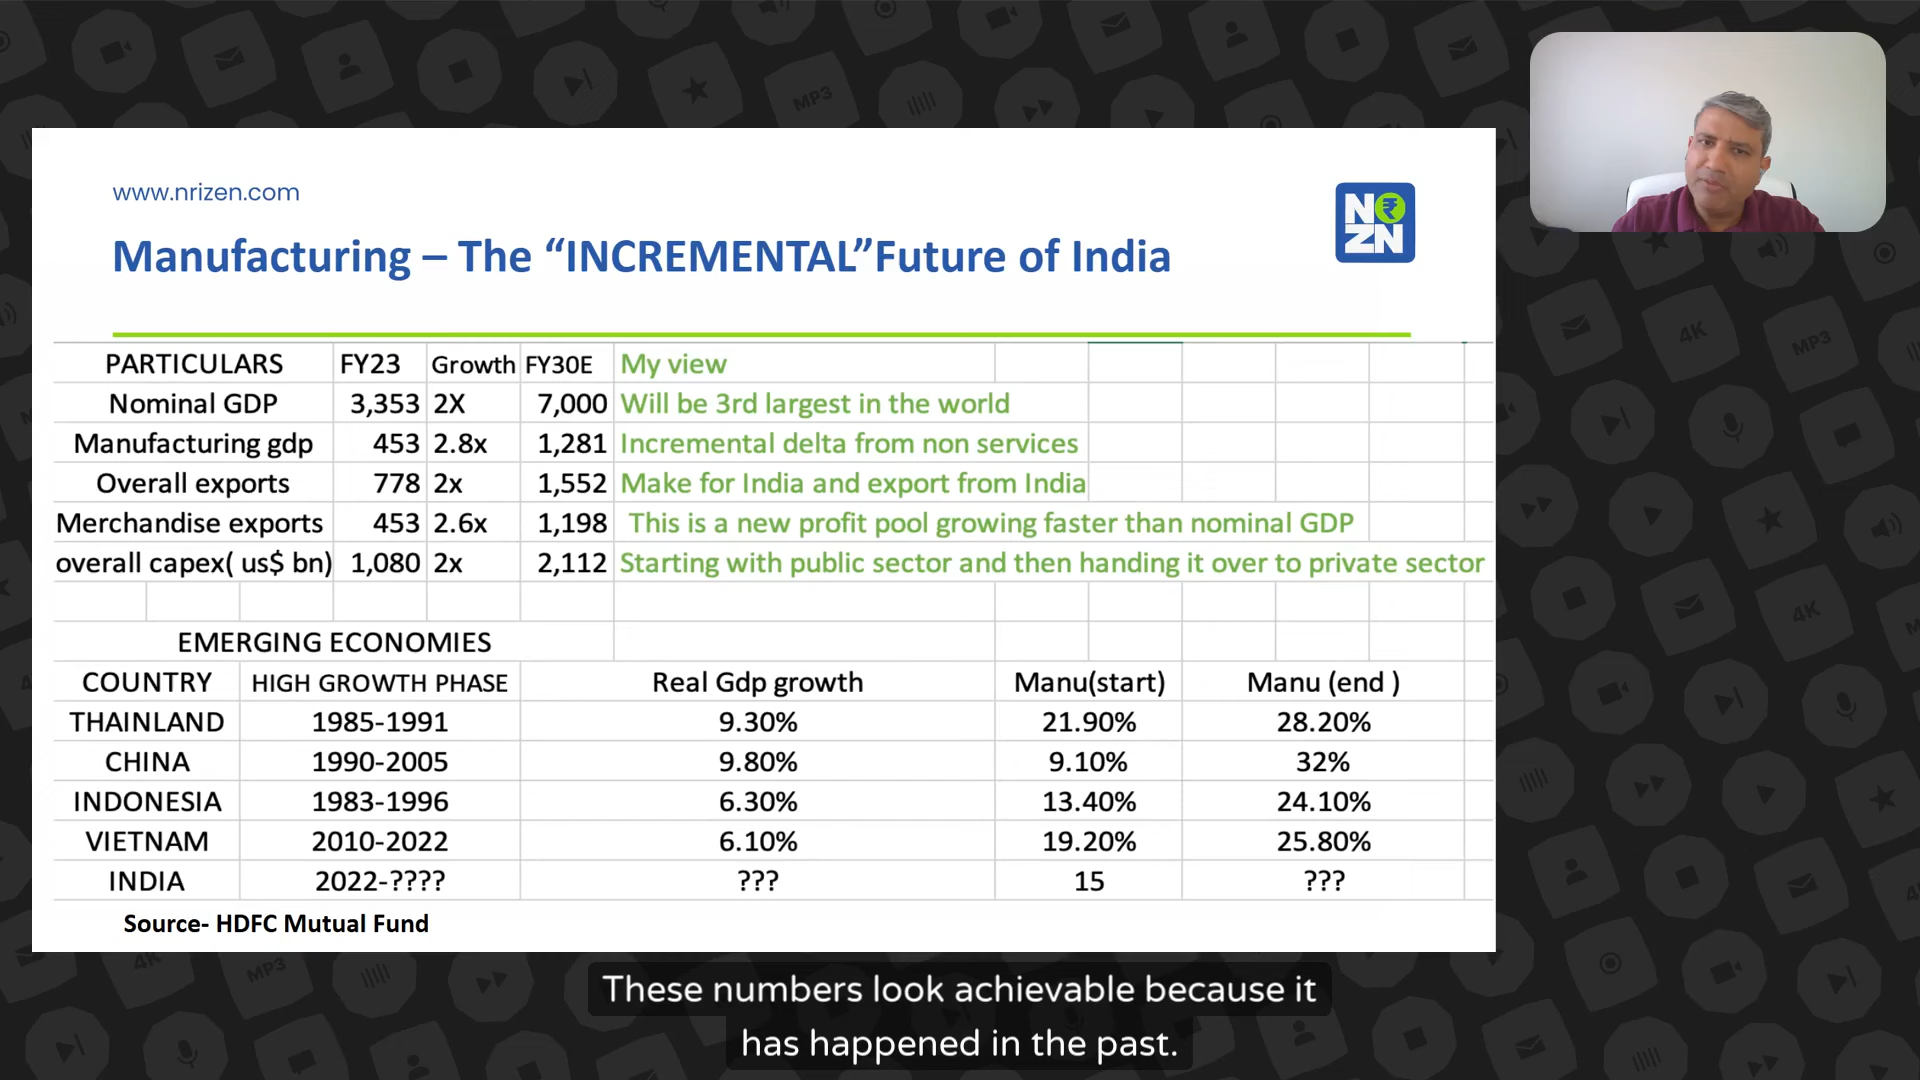 www.nrizen.com
N₹
ZN
Manufacturing – The “INCREMENTAL”Future of India
PARTICULARS FY23 Growth FY30E My view
Nominal GDP 3,353 2X 7,000 Will be 3rd largest in the world
Manufacturing gdp 453 2.8x 1,281 Incremental delta from non services
Overall exports 778 2x 1,552 Make for India and export from India
Merchandise exports 453 2.6x 1,198 This is a new profit pool growing faster than nominal GDP
overall capex( us$ bn) 1,080 2x 2,112 Starting with public sector and then handing it over to private sector
EMERGING ECONOMIES
COUNTRY HIGH GROWTH PHASE Real Gdp growth Manu(start) Manu (end )
THAINLAND 1985-1991 9.30% 21.90% 28.20%
CHINA 1990-2005 9.80% 9.10% 32%
INDONESIA 1983-1996 6.30% 13.40% 24.10%
VIETNAM 2010-2022 6.10% 19.20% 25.80%
INDIA 2022-???? ??? 15 ???
Source- HDFC Mutual Fund
These numbers look achievable because it
has happened in the past.
MP3
4K
MP3
4K
4K
MP3